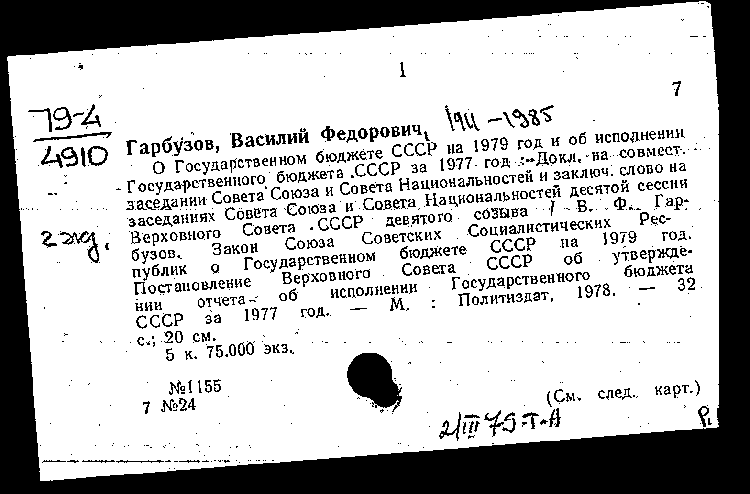 1
7
79-4
4910
2 экз.
Гарбузов, Василий Федорович, 1911-1985
О Государственном бюджете СССР на 1979 год и об исполнении
Государственного бюджета СССР за 1977 год :-Докл. на совмест.
заседании Совета Союза и Совета Национальностей и заключ. слово на
заседаниях Совета Союза и Совета Национальностей десятой сессии
Верховного Совета СССР девятого созыва / В. Ф. Гар-
бузов. Закон Союза Советских Социалистических Рес-
публик о Государственном бюджете СССР на 1979 год.
Постановление Верховного Совета СССР об утвержде-
нии отчета об исполнении Государственного бюджета
СССР за 1977 год. — М. : Политиздат, 1978. — 32
с.; 20 см.
5 к. 75.000 экз.
№1155
7 №24
(См. след. карт.)
2/III 79-Т-А